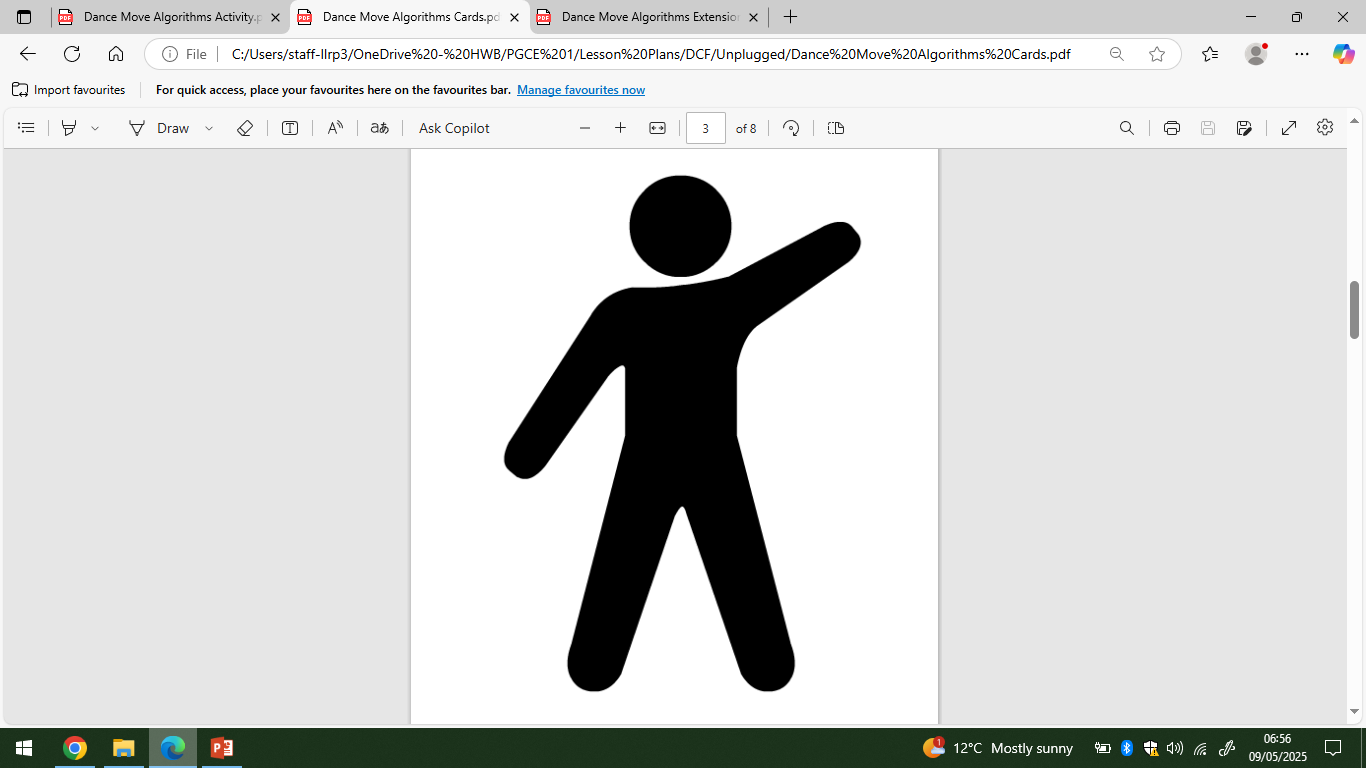 Dance Move Algorithms Activity.p
Dance Move Algorithms Cards.pd
Dance Move Algorithms Extension
File
C:/Users/staff-llrp3/OneDrive%20-%20HWB/PGCE%201/Lesson%20Plans/DCF/Unplugged/Dance%20Move%20Algorithms%20Cards.pdf
Import favourites
For quick access, place your favourites here on the favourites bar. Manage favourites now
Draw
Ask Copilot
3 of 8
12°C Mostly sunny
06:56
09/05/2025